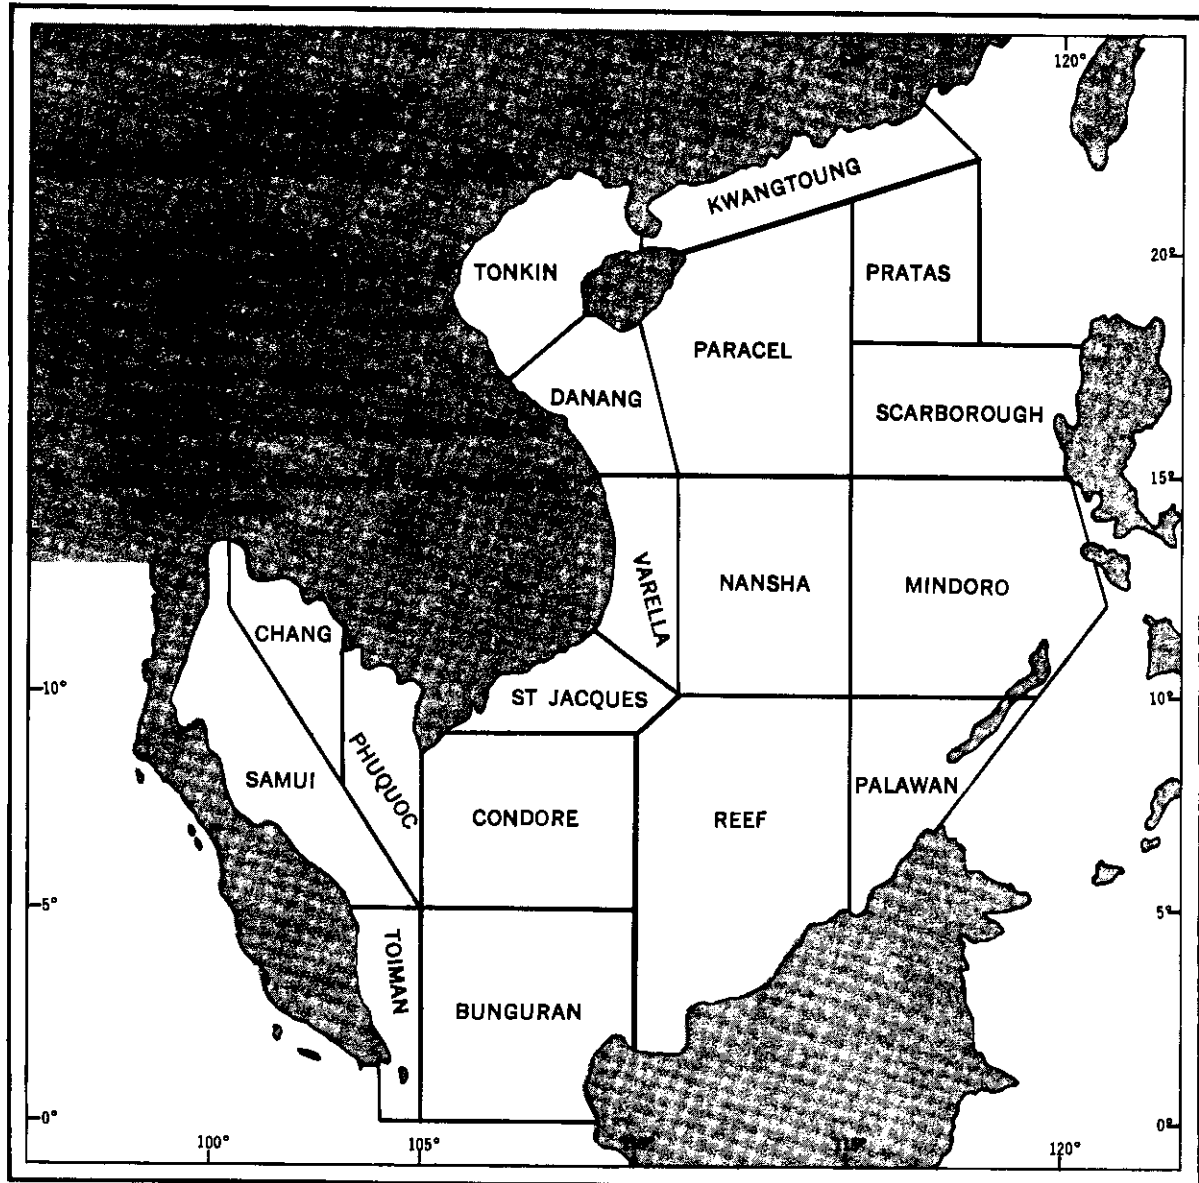 120°
KWANGTOUNG
20°
TONKIN
PRATAS
PARACEL
DANANG
SCARBOROUGH
15°
VARELLA
NANSHA
MINDORO
CHANG
10°
ST JACQUES
10°
PHUQUOC
SAMUI
PALAWAN
CONDORE
REEF
5°
5°
TOIMAN
BUNGURAN
0°
0°
100°
105°
120°